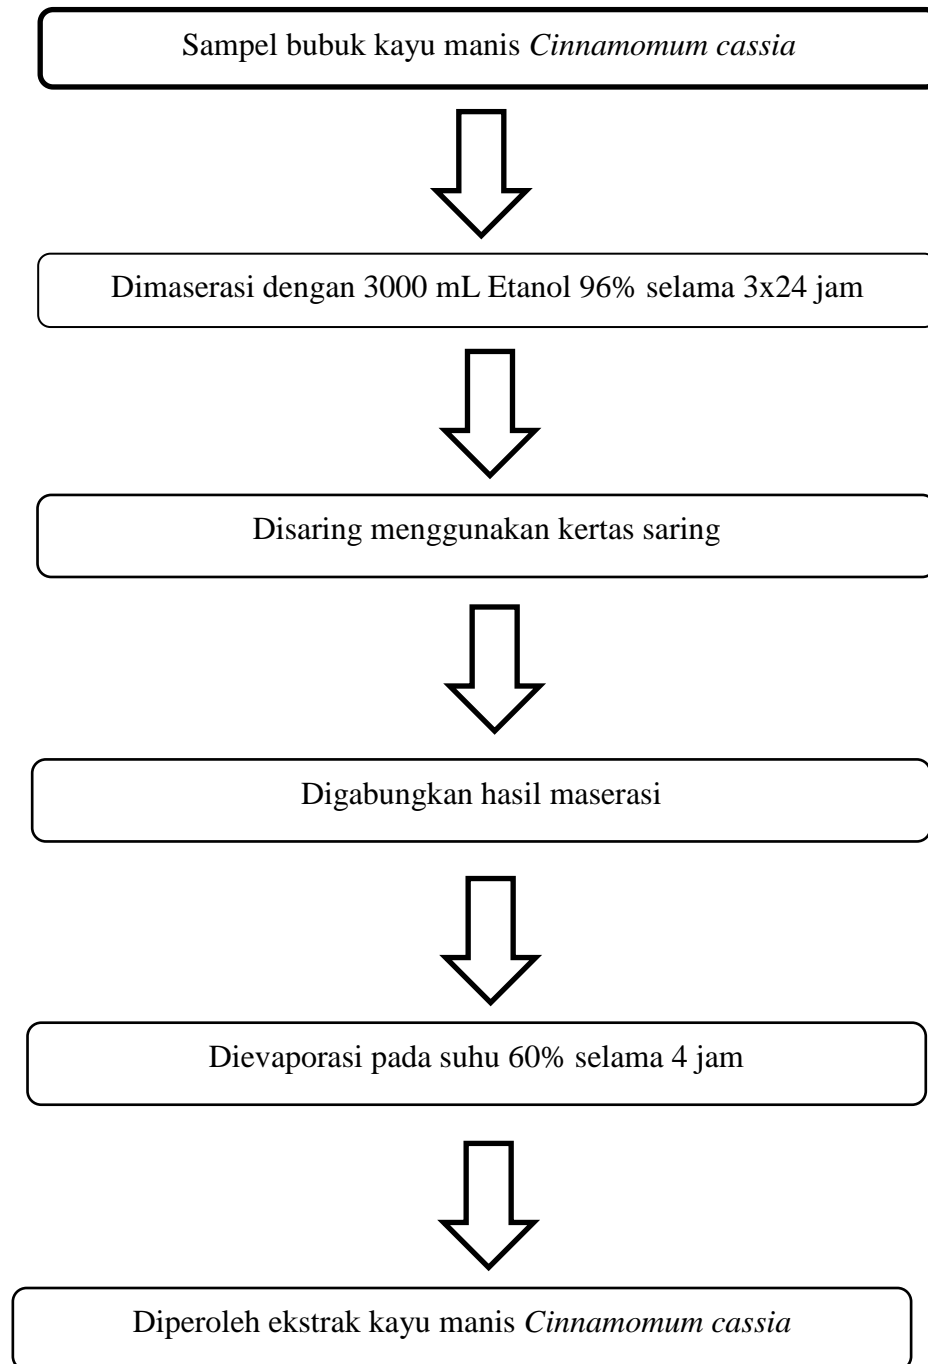 Sampel bubuk kayu manis Cinnamomum cassia
Dimaserasi dengan 3000 mL Etanol 96% selama 3x24 jam
Disaring menggunakan kertas saring
Digabungkan hasil maserasi
Dievaporasi pada suhu 60% selama 4 jam
Diperoleh ekstrak kayu manis Cinnamomum cassia